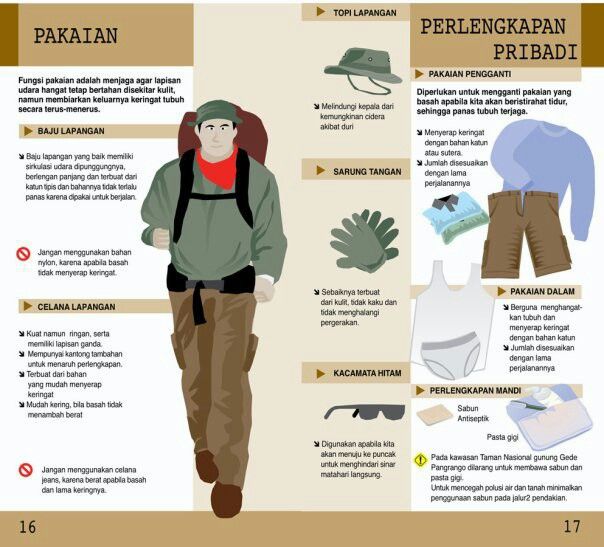 PAKAIAN
Fungsi pakaian adalah menjaga agar lapisan
udara hangat tetap bertahan disekitar kulit,
namun membiarkan keluarnya keringat tubuh
secara terus-menerus.
BAJU LAPANGAN
Baju lapangan yang baik memiliki
sirkulasi udara dipunggungnya,
berlengan panjang dan terbuat dari
katun tipis dan bahannya tidak terlalu
panas karena dipakai untuk berjalan.
Jangan menggunakan bahan
nylon, karena apabila basah
tidak menyerap keringat.
CELANA LAPANGAN
Kuat namun ringan, serta
memiliki lapisan ganda.
Mempunyai kantong tambahan
untuk menaruh perlengkapan.
Terbuat dari bahan
yang mudah menyerap
keringat
Mudah kering, bila basah tidak
menambah berat
Jangan menggunakan celana
jeans, karena berat apabila basah
dan lama keringnya.
16
TOPI LAPANGAN
Melindungi kepala dari
kemungkinan cidera
akibat duri
SARUNG TANGAN
Sebaiknya terbuat
dari kulit, tidak kaku dan
tidak menghalangi
pergerakan.
KACAMATA HITAM
Digunakan apabila kita
akan menuju ke puncak
untuk menghindari sinar
matahari langsung.
PERLENGKAPAN
PRIBADI
PAKAIAN PENGGANTI
Diperlukan untuk mengganti pakaian yang
basah apabila kita akan beristirahat tidur,
sehingga panas tubuh terjaga.
Menyerap keringat
dengan bahan katun
atau sutera.
Jumlah disesuaikan
dengan lama
perjalanannya
PAKAIAN DALAM
Berguna menghangat-
kan tubuh dan
menyerap keringat
dengan bahan katun
Jumlah disesuaikan
dengan lama
perjalanannya
PERLENGKAPAN MANDI
Sabun
Antiseptik
Pasta gigi
Pada kawasan Taman Nasional gunung Gede
Pangrango dilarang untuk membawa sabun dan
pasta gigi.
Untuk mencegah polusi air dan tanah minimalkan
penggunaan sabun pada jalur2 pendakian.
17